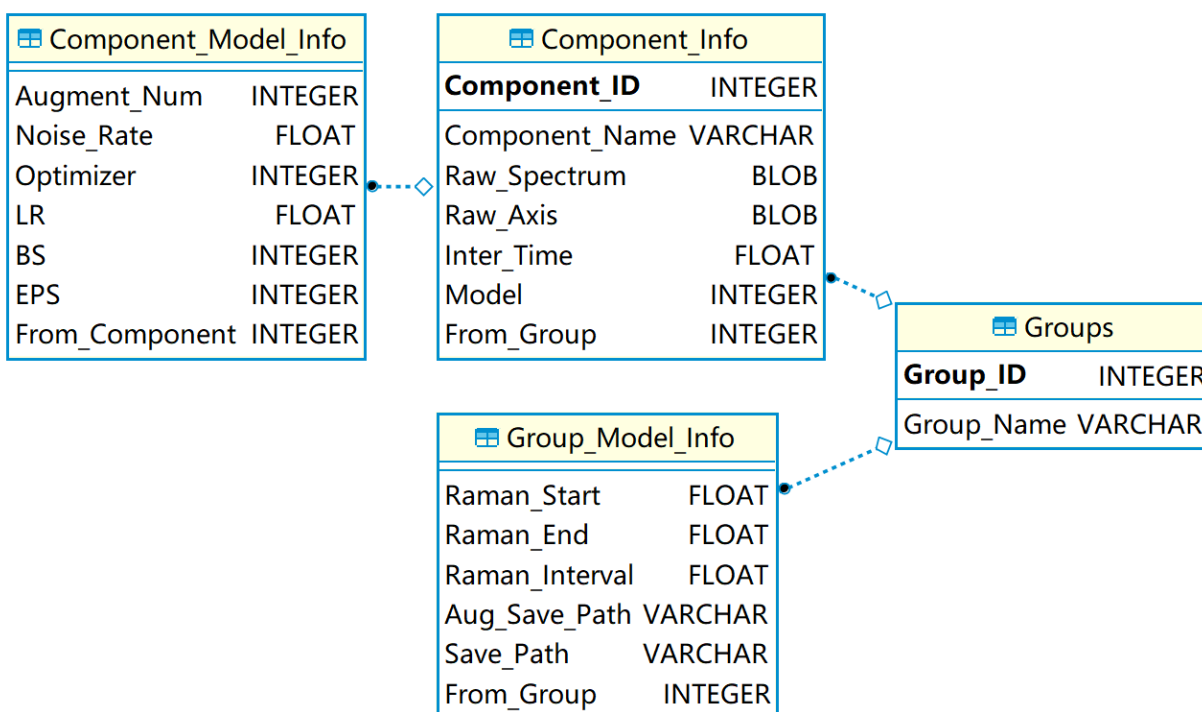 Component_Model_Info
Augment_Num INTEGER
Noise_Rate FLOAT
Optimizer INTEGER
LR FLOAT
BS INTEGER
EPS INTEGER
From_Component INTEGER
Component_Info
Component_ID INTEGER
Component_Name VARCHAR
Raw_Spectrum BLOB
Raw_Axis BLOB
Inter_Time FLOAT
Model INTEGER
From_Group INTEGER
Groups
Group_ID INTEGER
Group_Name VARCHAR
Group_Model_Info
Raman_Start FLOAT
Raman_End FLOAT
Raman_Interval FLOAT
Aug_Save_Path VARCHAR
Save_Path VARCHAR
From_Group INTEGER